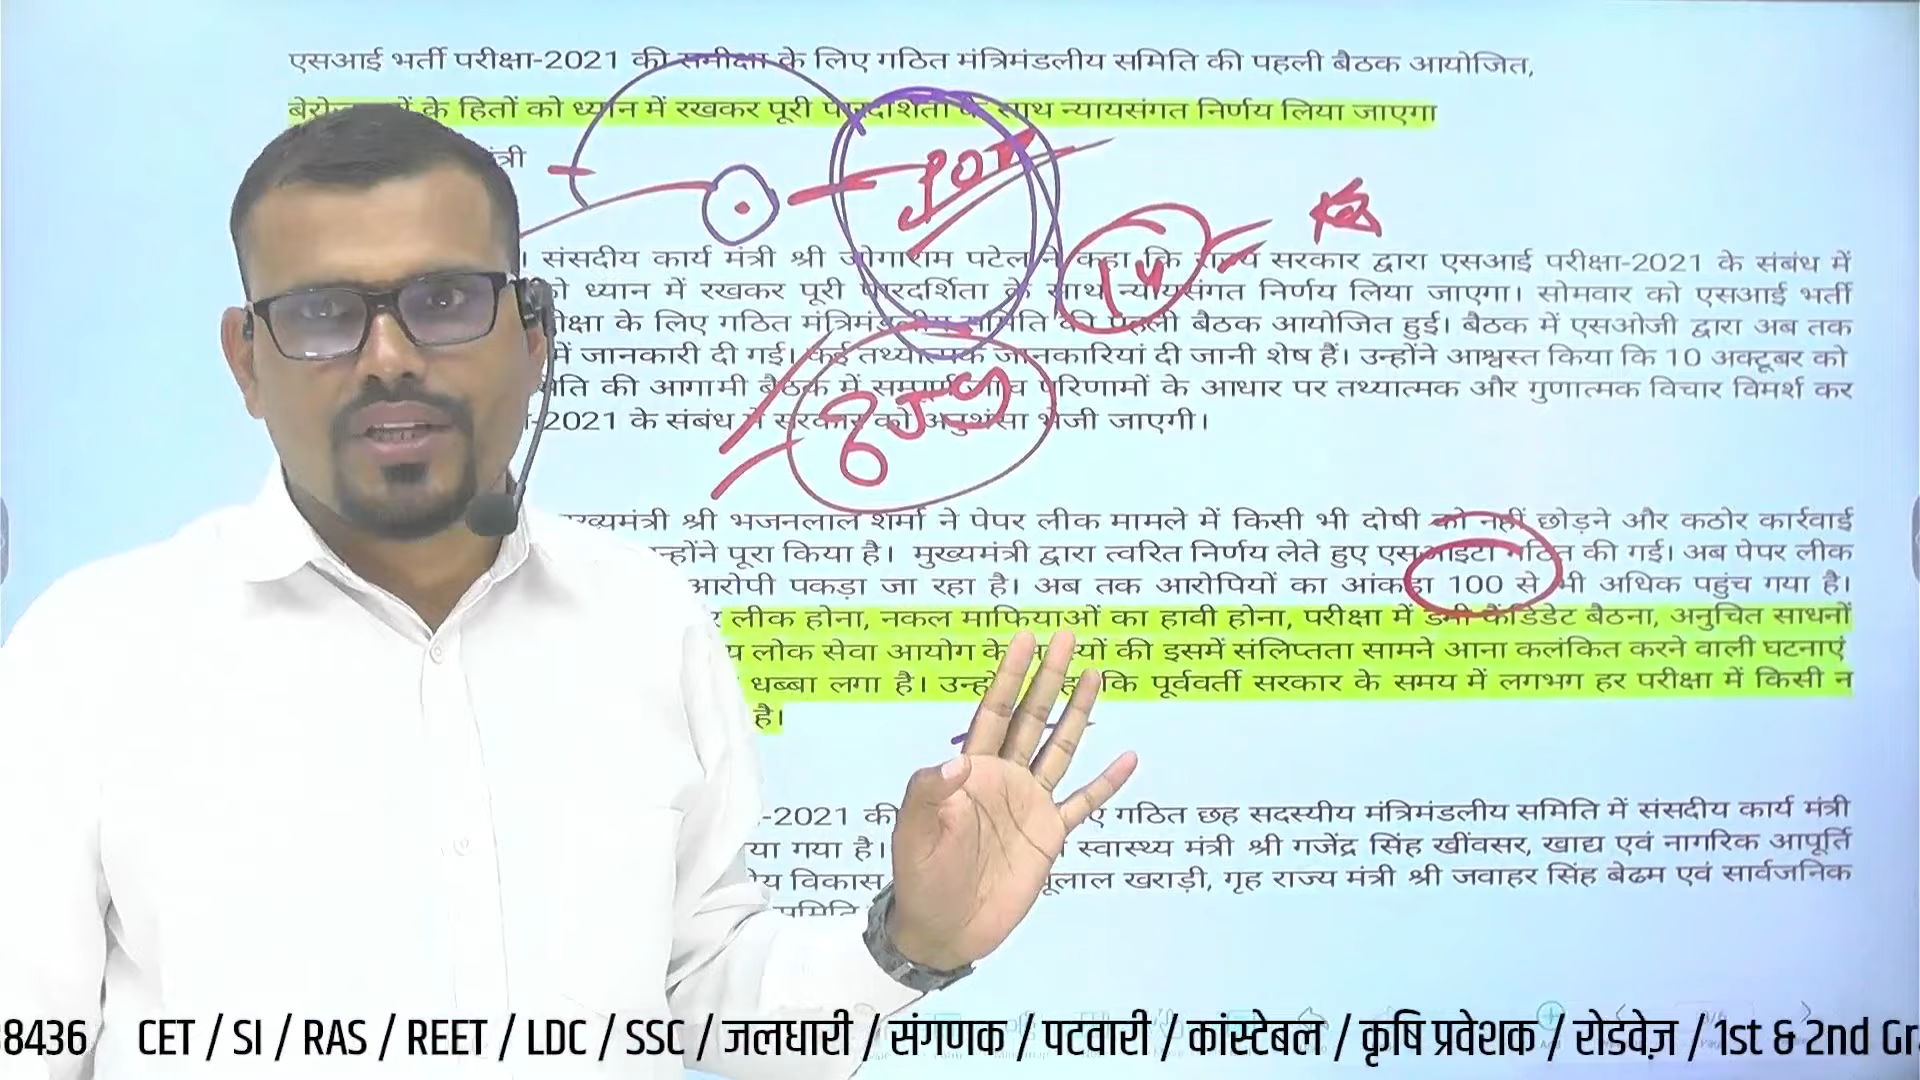 एसआई भर्ती परीक्षा-2021 की समीक्षा के लिए गठित मंत्रिमंडलीय समिति की पहली बैठक आयोजित,
के हितों को ध्यान में रखकर पूरी पारदर्शिता के साथ न्यायसंगत निर्णय लिया जाएगा
संसदीय कार्य मंत्री श्री जोगाराम पटेल ने कहा कि राज्य सरकार द्वारा एसआई परीक्षा-2021 के संबंध में
ध्यान में रखकर पूरी पारदर्शिता के साथ न्यायसंगत निर्णय लिया जाएगा। सोमवार को एसआई भर्ती
के लिए गठित मंत्रिमंडलीय समिति की पहली बैठक आयोजित हुई। बैठक में एसओजी द्वारा अब तक
में जानकारी दी गई। कई तथ्यात्मक जानकारियां दी जानी शेष हैं। उन्होंने आश्वस्त किया कि 10 अक्टूबर को
की आगामी बैठक में सम्पूर्ण परिणामों के आधार पर तथ्यात्मक और गुणात्मक विचार विमर्श कर
-2021 के संबंध में सरकार को अनुशंसा भेजी जाएगी।
श्री भजनलाल शर्मा ने पेपर लीक मामले में किसी भी दोषी को नहीं छोड़ने और कठोर कार्रवाई
पूरा किया है। मुख्यमंत्री द्वारा त्वरित निर्णय लेते हुए एसआईटी गठित की गई। अब पेपर लीक
आरोपी पकड़ा जा रहा है। अब तक आरोपियों का आंकड़ा 100 से भी अधिक पहुंच गया है।
लीक होना, नकल माफियाओं का हावी होना, परीक्षा में डमी कैंडिडेट बैठना, अनुचित साधनों
लोक सेवा आयोग के सदस्यों की इसमें संलिप्तता सामने आना कलंकित करने वाली घटनाएं
धब्बा लगा है। कि पूर्ववर्ती सरकार के समय में लगभग हर परीक्षा में किसी न
है।
-2021 की गठित छह सदस्यीय मंत्रिमंडलीय समिति में संसदीय कार्य मंत्री
गया है। स्वास्थ्य मंत्री श्री गजेंद्र सिंह खींवसर, खाद्य एवं नागरिक आपूर्ति
विकास खराड़ी, गृह राज्य मंत्री श्री जवाहर सिंह बेढम एवं सार्वजनिक
8436 CET / SI / RAS / REET / LDC / SSC / जलधारी / संगणक / पटवारी / कांस्टेबल / कृषि प्रवेशक / रोडवेज़ / 1st & 2nd Gr